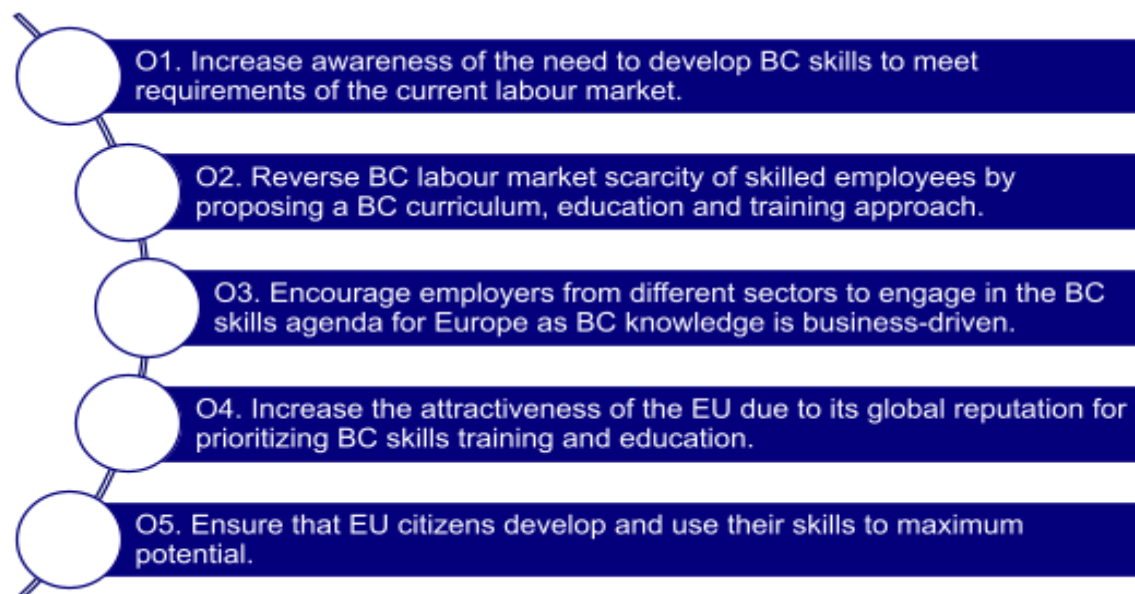 O1. Increase awareness of the need to develop BC skills to meet
requirements of the current labour market.
O2. Reverse BC labour market scarcity of skilled employees by
proposing a BC curriculum, education and training approach.
O3. Encourage employers from different sectors to engage in the BC
skills agenda for Europe as BC knowledge is business-driven.
O4. Increase the attractiveness of the EU due to its global reputation for
prioritizing BC skills training and education.
O5. Ensure that EU citizens develop and use their skills to maximum
potential.